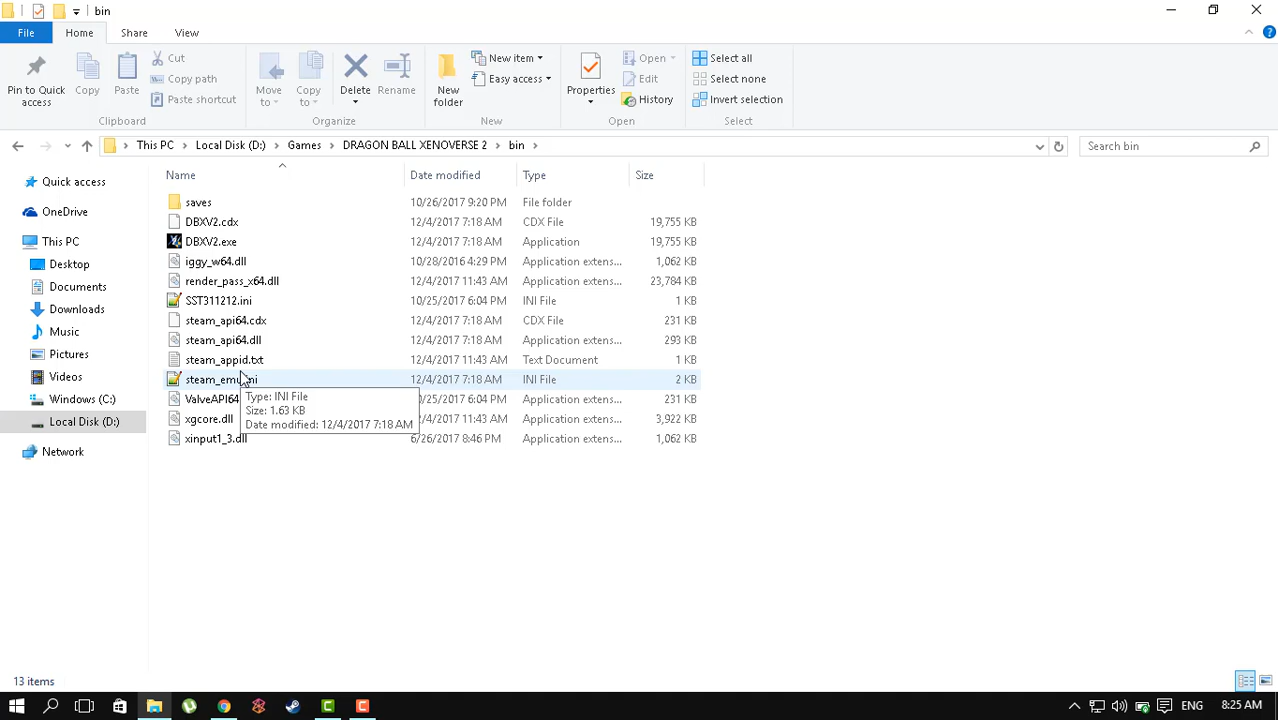 bin
File Home Share View
Pin to Quick access
Copy
Paste
Cut
Copy path
Paste shortcut
Clipboard
Move to
Copy to
Delete
Rename
Organize
New folder
New item
Easy access
New
Properties
Open
Edit
History
Open
Select all
Select none
Invert selection
Select
This PC Local Disk (D:) Games DRAGON BALL XENOVERSE 2 bin
Search bin
Quick access
OneDrive
This PC
Desktop
Documents
Downloads
Music
Pictures
Videos
Windows (C:)
Local Disk (D:)
Network
Name Date modified Type Size
saves 10/26/2017 9:20 PM File folder
DBXV2.cdx 12/4/2017 7:18 AM CDX File 19,755 KB
DBXV2.exe 12/4/2017 7:18 AM Application 19,755 KB
iggy_w64.dll 10/28/2016 4:29 PM Application extens... 1,062 KB
render_pass_x64.dll 12/4/2017 11:43 AM Application extens... 23,784 KB
SST311212.ini 10/25/2017 6:04 PM INI File 1 KB
steam_api64.cdx 12/4/2017 7:18 AM CDX File 231 KB
steam_api64.dll 12/4/2017 7:18 AM Application extens... 293 KB
steam_appid.txt 12/4/2017 11:43 AM Text Document 1 KB
steam_emu.ini 12/4/2017 7:18 AM INI File 2 KB
ValveAPI64 /25/2017 6:04 PM Application extens... 231 KB
xgcore.dll /4/2017 11:43 AM Application extens... 3,922 KB
xinput1_3.dll 6/26/2017 8:46 PM Application extens... 1,062 KB
Type: INI File
Size: 1.63 KB
Date modified: 12/4/2017 7:18 AM
13 items
ENG 8:25 AM